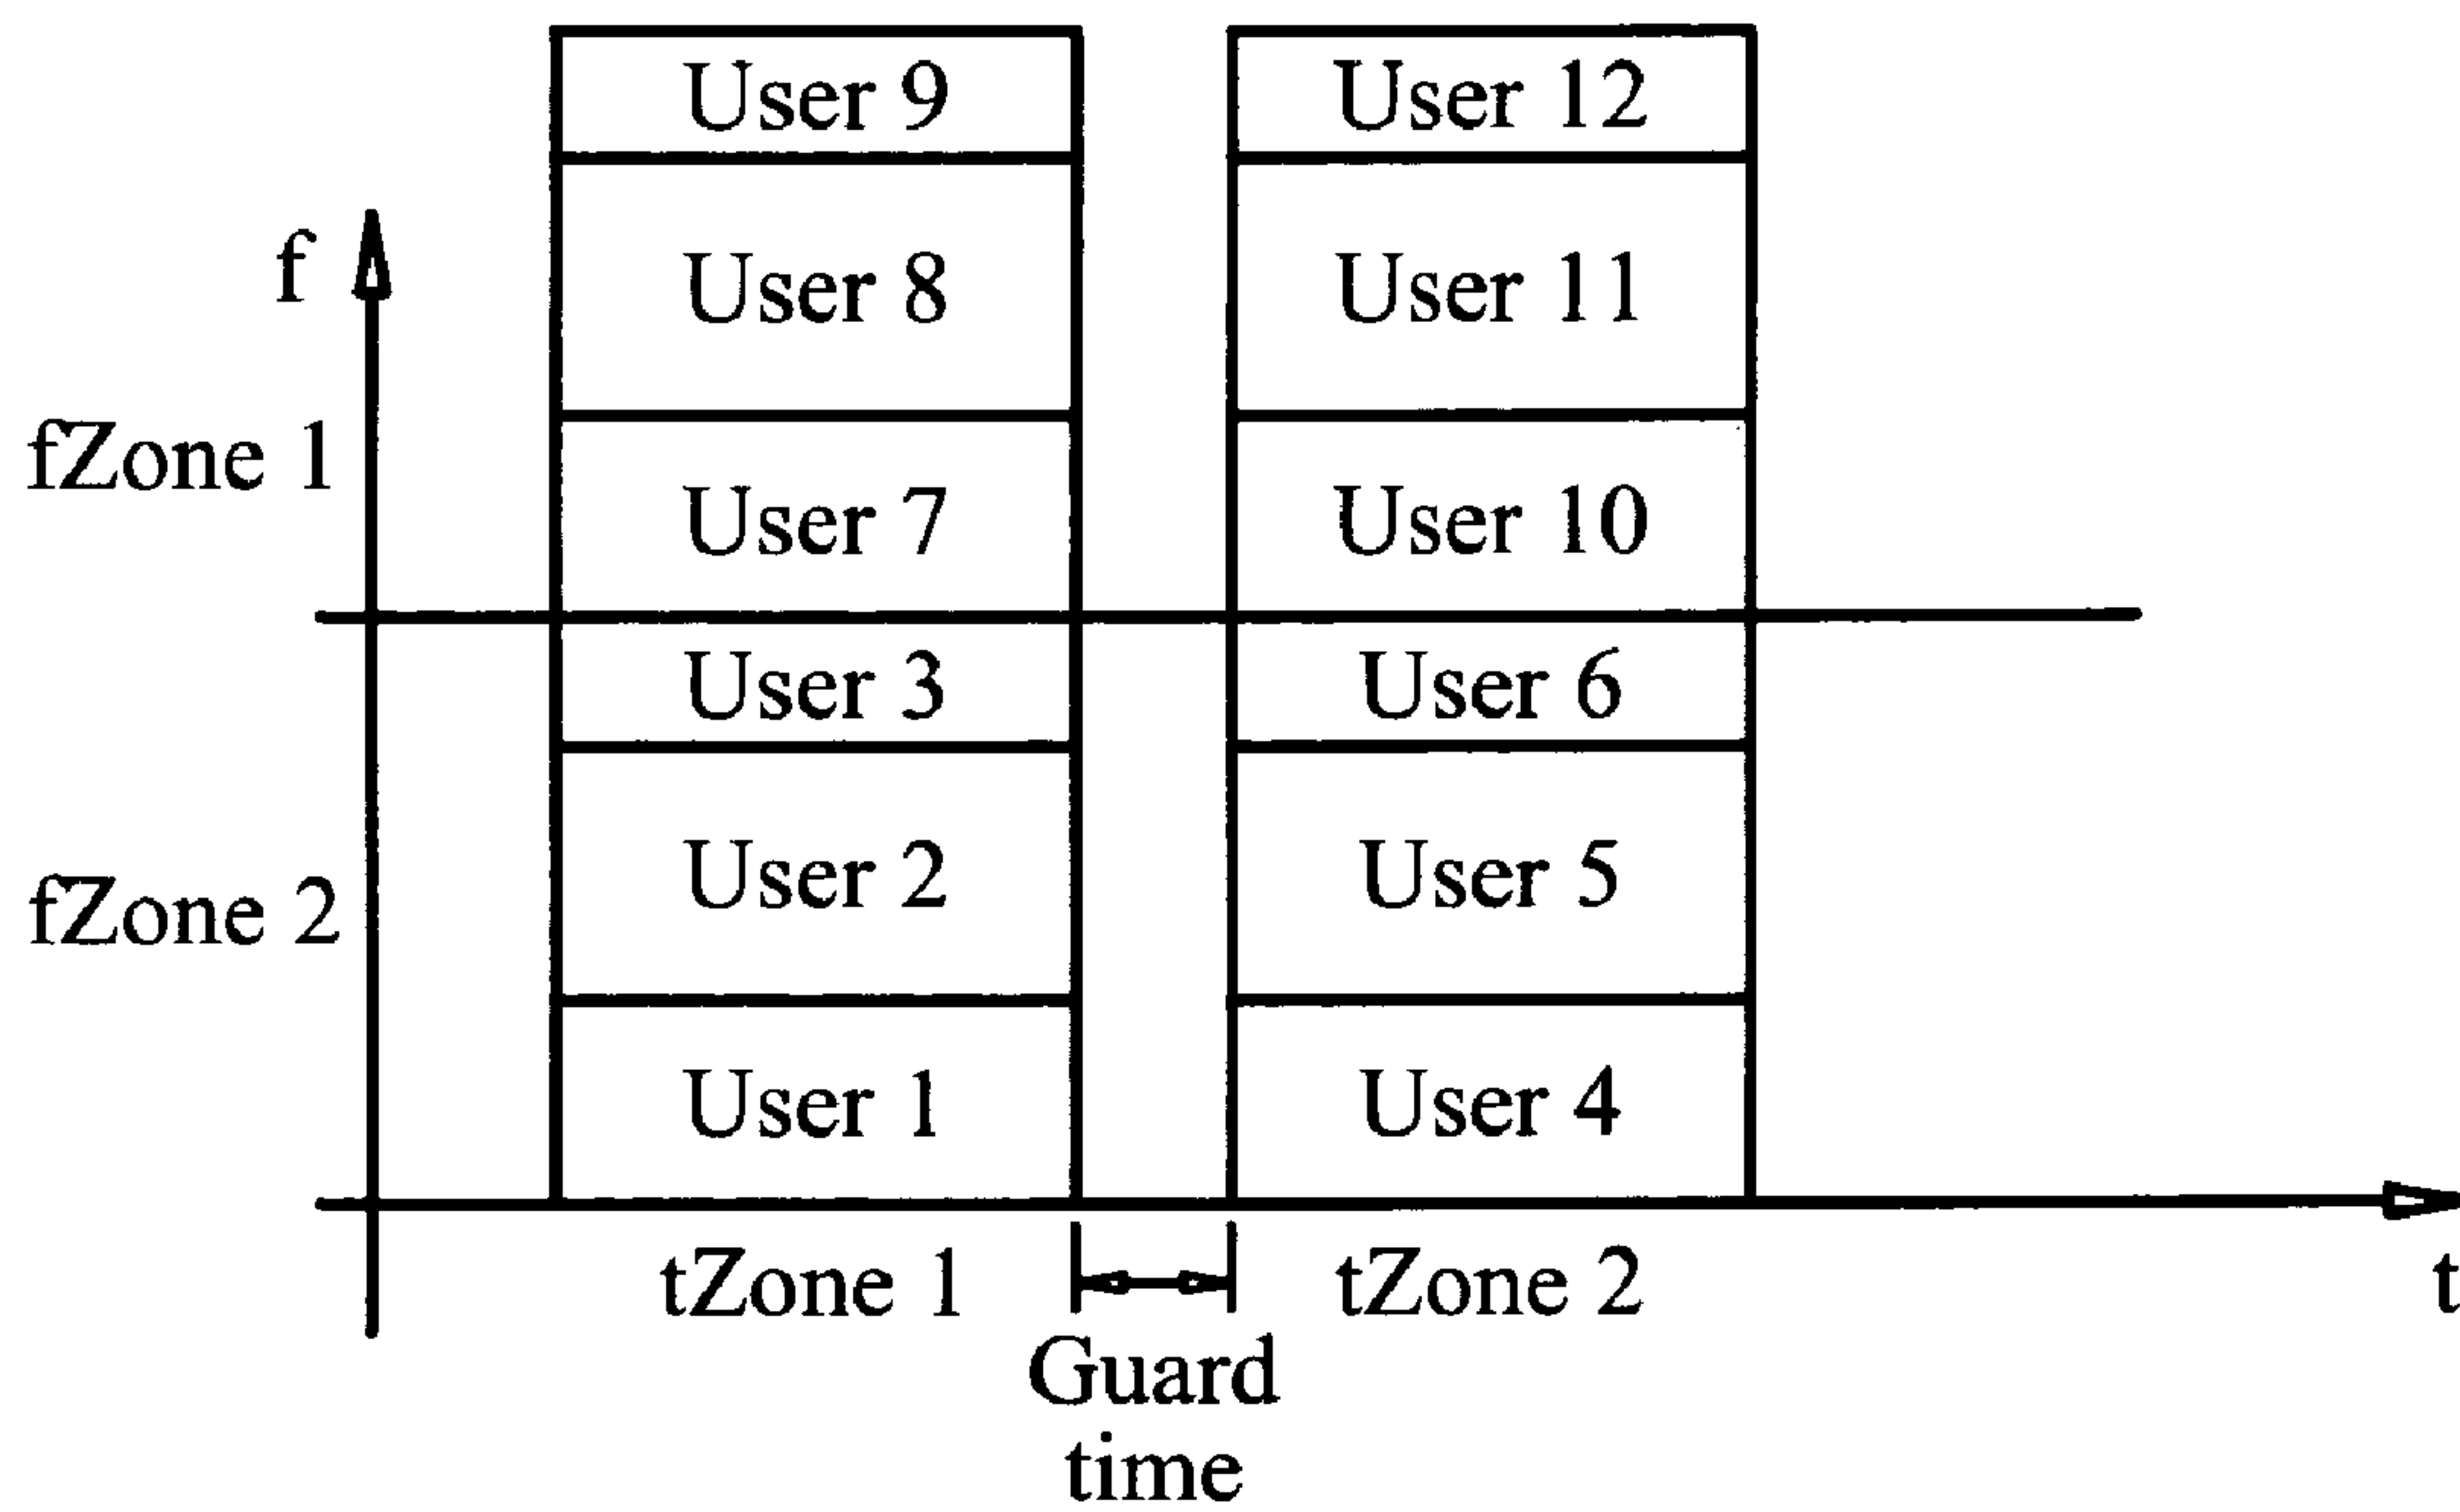 User 9 User 12
f
User 8 User 11
fZone 1
User 7 User 10
User 3 User 6
User 2 User 5
fZone 2
User 1 User 4
tZone 1 tZone 2 t
Guard
time